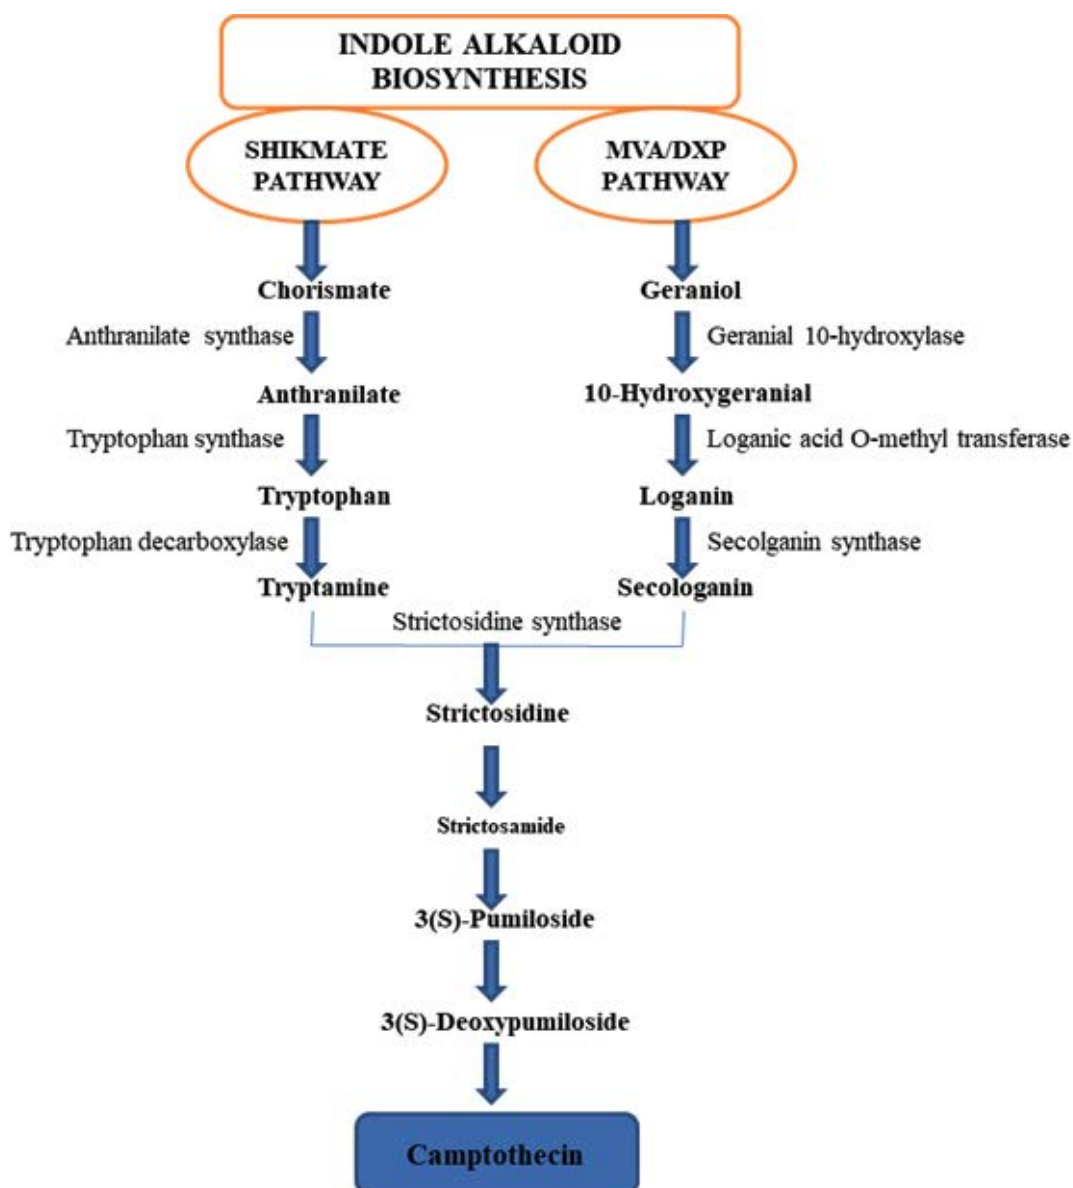 INDOLE ALKALOID
BIOSYNTHESIS
SHIKMATE
PATHWAY
MVA/DXP
PATHWAY
Chorismate
Geraniol
Anthranilate synthase
Geranial 10-hydroxylase
Anthranilate
10-Hydroxygeranial
Tryptophan synthase
Loganic acid O-methyl transferase
Tryptophan
Loganin
Tryptophan decarboxylase
Secolganin synthase
Tryptamine
Secologanin
Strictosidine synthase
Strictosidine
Strictosamide
3(S)-Pumiloside
3(S)-Deoxypumiloside
Camptothecin